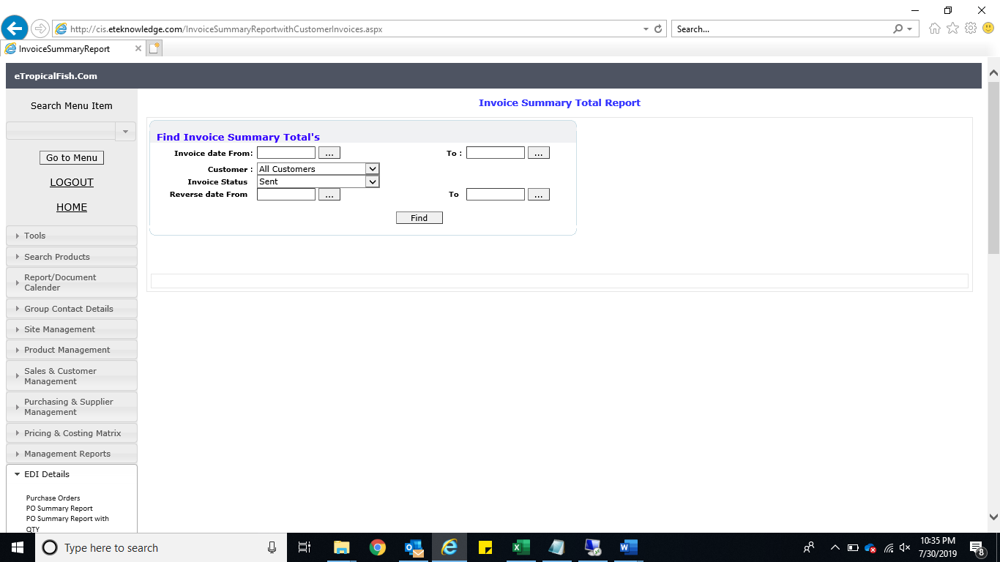 http://cis.eteknowledge.com/InvoiceSummaryReportwithCustomerInvoices.aspx
Search...
InvoiceSummaryReport
eTropicalFish.Com
Search Menu Item
Go to Menu
LOGOUT
HOME
Tools
Search Products
Report/Document
Calender
Group Contact Details
Site Management
Product Management
Sales & Customer
Management
Purchasing & Supplier
Management
Pricing & Costing Matrix
Management Reports
EDI Details
Purchase Orders
PO Summary Report
PO Summary Report with
QTY
Invoice Summary Total Report
Find Invoice Summary Total's
Invoice date From: ... To : ...
Customer : All Customers
Invoice Status Sent
Reverse date From ... To ...
Find
Type here to search
10:35 PM
7/30/2019
8